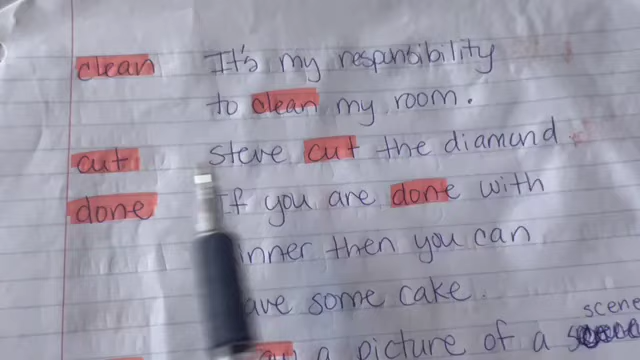 clean It's my responsibility
to clean my room.
cut Steve cut the diamond.
done If you are done with
inner then you can
ave some cake.
scene
a picture of a